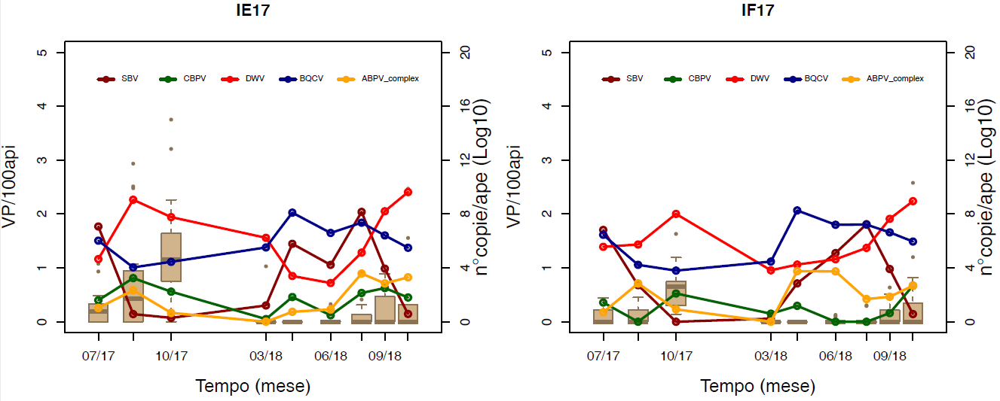 IE17
5
4
3
2
1
0
VP/100api
20
16
12
8
4
0
n°copie/ape (Log10)
SBV CBPV DWV BQCV ABPV_complex
07/17 10/17 03/18 06/18 09/18
Tempo (mese)
IF17
5
4
3
2
1
0
VP/100api
20
16
12
8
4
0
n°copie/ape (Log10)
SBV CBPV DWV BQCV ABPV_complex
07/17 10/17 03/18 06/18 09/18
Tempo (mese)